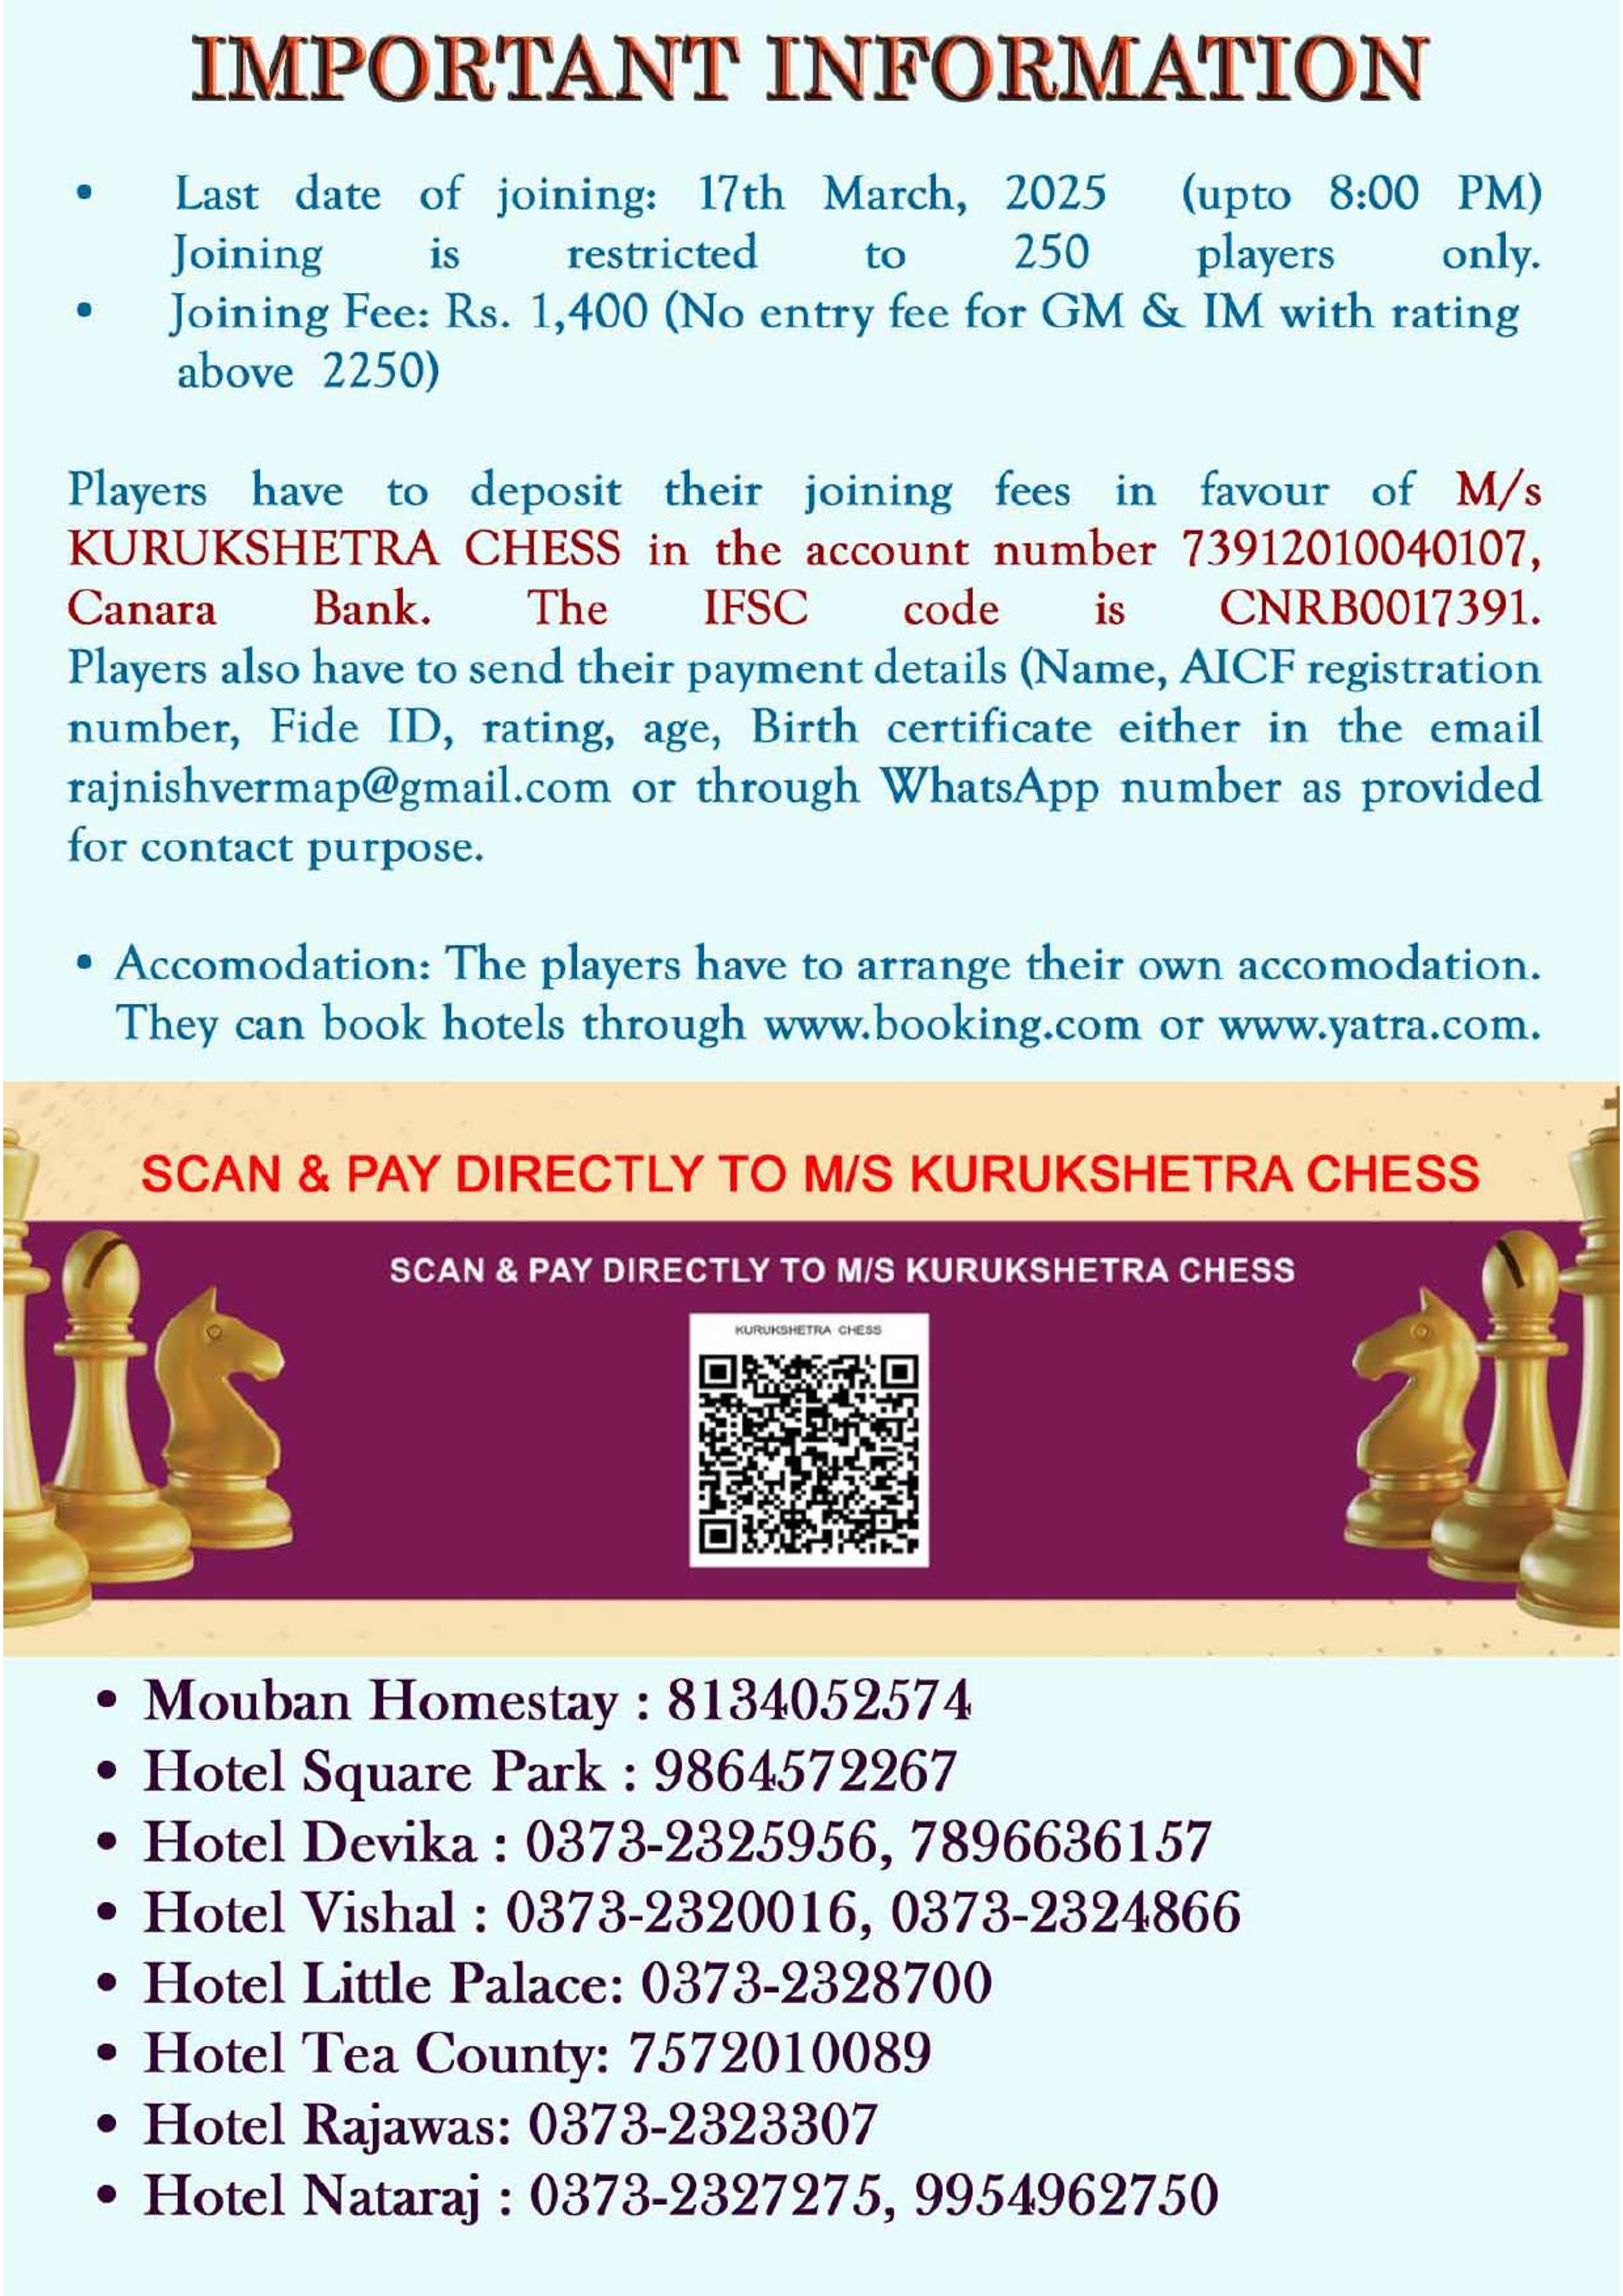 IMPORTANT INFORMATION
• Last date of joining: 17th March, 2025 (upto 8:00 PM)
Joining is restricted to 250 players only.
• Joining Fee: Rs. 1,400 (No entry fee for GM & IM with rating
above 2250)
Players have to deposit their joining fees in favour of M/s
KURUKSHETRA CHESS in the account number 73912010040107,
Canara Bank. The IFSC code is CNRB0017391.
Players also have to send their payment details (Name, AICF registration
number, Fide ID, rating, age, Birth certificate either in the email
rajnishvermap@gmail.com or through WhatsApp number as provided
for contact purpose.
• Accomodation: The players have to arrange their own accomodation.
They can book hotels through www.booking.com or www.yatra.com.
SCAN & PAY DIRECTLY TO M/S KURUKSHETRA CHESS
SCAN & PAY DIRECTLY TO M/S KURUKSHETRA CHESS
KURUKSHETRA CHESS
• Mouban Homestay : 8134052574
• Hotel Square Park : 9864572267
• Hotel Devika : 0373-2325956, 7896636157
• Hotel Vishal : 0373-2320016, 0373-2324866
• Hotel Little Palace: 0373-2328700
• Hotel Tea County: 7572010089
• Hotel Rajawas: 0373-2323307
• Hotel Nataraj : 0373-2327275, 9954962750